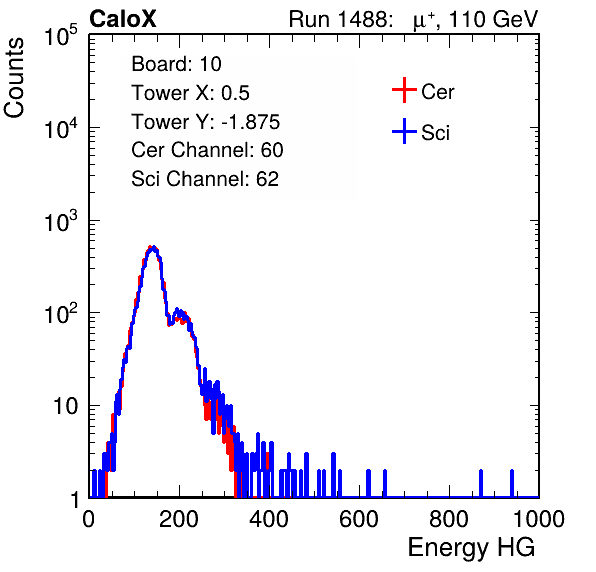 CaloX Run 1488: μ⁺, 110 GeV
Counts
10⁵
10⁴
10³
10²
10
1
Board: 10
Tower X: 0.5
Tower Y: -1.875
Cer Channel: 60
Sci Channel: 62
Cer
Sci
0 200 400 600 800 1000
Energy HG